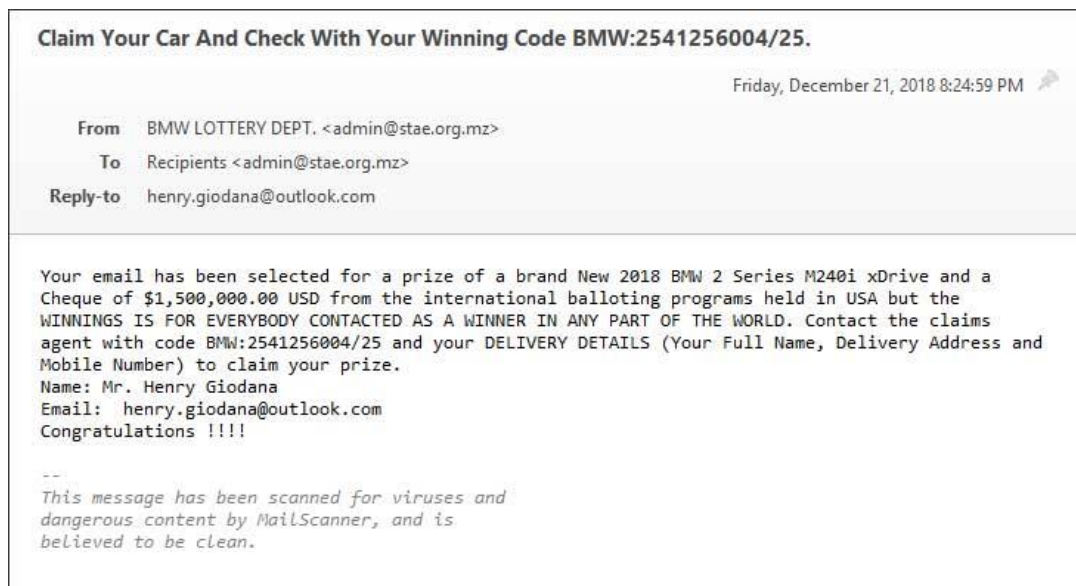 Claim Your Car And Check With Your Winning Code BMW:2541256004/25.
Friday, December 21, 2018 8:24:59 PM
From BMW LOTTERY DEPT. <admin@stae.org.mz>
To Recipients <admin@stae.org.mz>
Reply-to henry.giodana@outlook.com
Your email has been selected for a prize of a brand New 2018 BMW 2 Series M240i xDrive and a
Cheque of $1,500,000.00 USD from the international balloting programs held in USA but the
WINNINGS IS FOR EVERYBODY CONTACTED AS A WINNER IN ANY PART OF THE WORLD. Contact the claims
agent with code BMW:2541256004/25 and your DELIVERY DETAILS (Your Full Name, Delivery Address and
Mobile Number) to claim your prize.
Name: Mr. Henry Giodana
Email:  henry.giodana@outlook.com
Congratulations !!!!
--
This message has been scanned for viruses and
dangerous content by MailScanner, and is
believed to be clean.